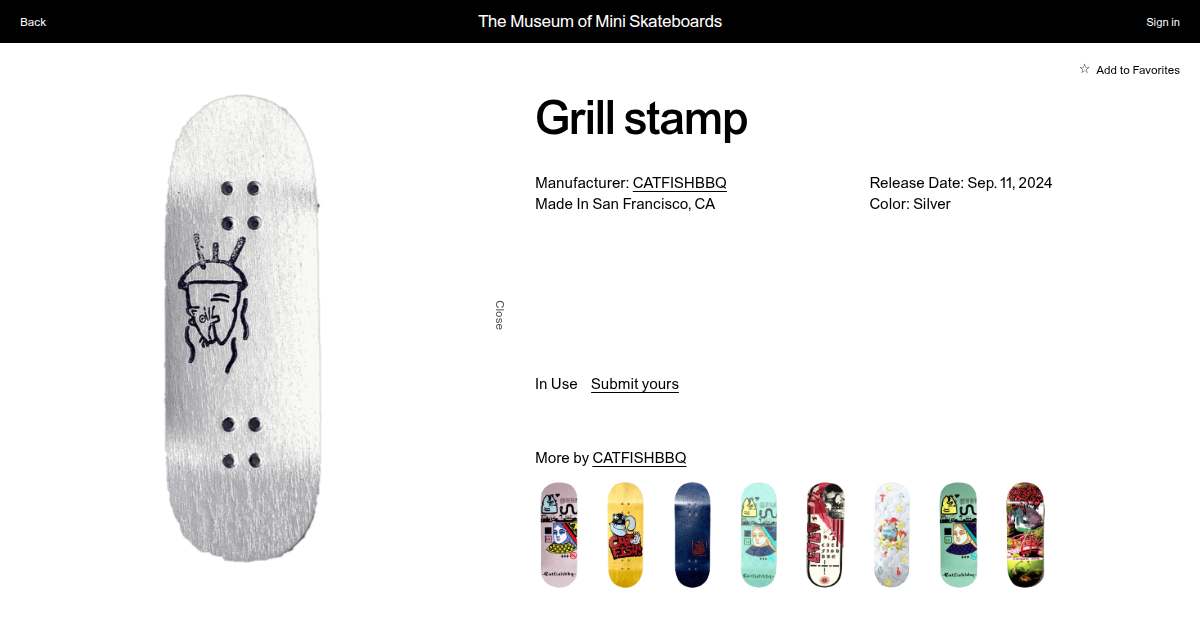 Back
The Museum of Mini Skateboards
Sign in
☆ Add to Favorites
Grill stamp
Manufacturer: CATFISHBBQ
Made In San Francisco, CA
Release Date: Sep. 11, 2024
Color: Silver
Close
In Use Submit yours
More by CATFISHBBQ